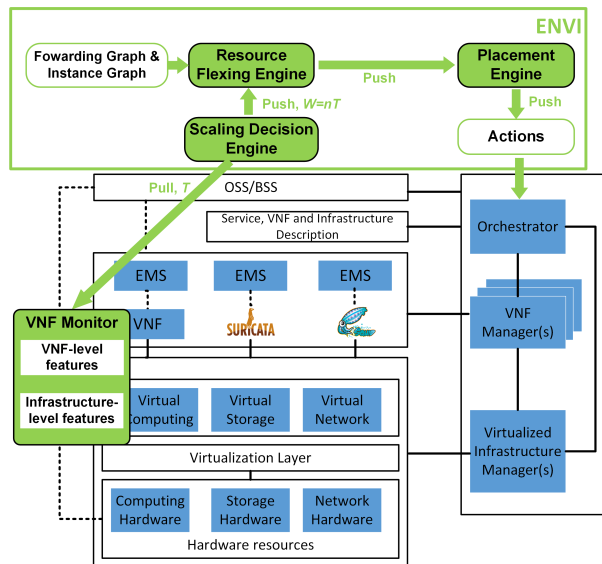 ENVI
Fowarding Graph &
Instance Graph
Resource
Flexing Engine
Push
Placement
Engine
Push, W=nT
Push
Scaling Decision
Engine
Actions
Pull, T
OSS/BSS
Service, VNF and Infrastructure
Description
Orchestrator
EMS
EMS
EMS
VNF
SURICATA
VNF
Manager(s)
VNF Monitor
VNF-level
features
Infrastructure-
level features
Virtual
Computing
Virtual
Storage
Virtual
Network
Virtualized
Infrastructure
Manager(s)
Virtualization Layer
Computing
Hardware
Storage
Hardware
Network
Hardware
Hardware resources